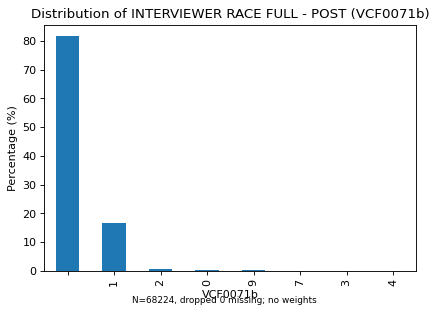 Distribution of INTERVIEWER RACE FULL - POST (VCF0071b)
Percentage (%)
80
70
60
50
40
30
20
10
0
1 2 0 9 7 3 4
VCF0071b
N=68224, dropped 0 missing; no weights